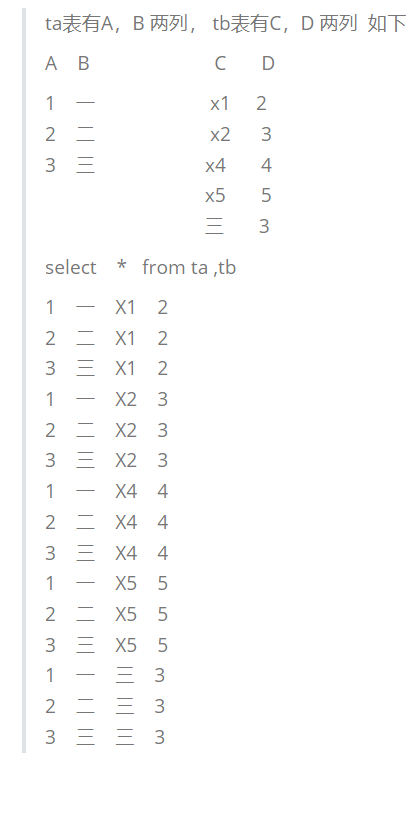 ta表有A，B 两列， tb表有C，D 两列 如下
A B C D
1 一 x1 2
2 二 x2 3
3 三 x4 4
x5 5
三 3
select * from ta ,tb
1 一 X1 2
2 二 X1 2
3 三 X1 2
1 一 X2 3
2 二 X2 3
3 三 X2 3
1 一 X4 4
2 二 X4 4
3 三 X4 4
1 一 X5 5
2 二 X5 5
3 三 X5 5
1 一 三 3
2 二 三 3
3 三 三 3